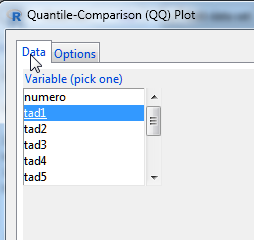 R Quantile-Comparison (QQ) Plot
Data Options
Variable (pick one)
numero
tad1
tad2
tad3
tad4
tad5